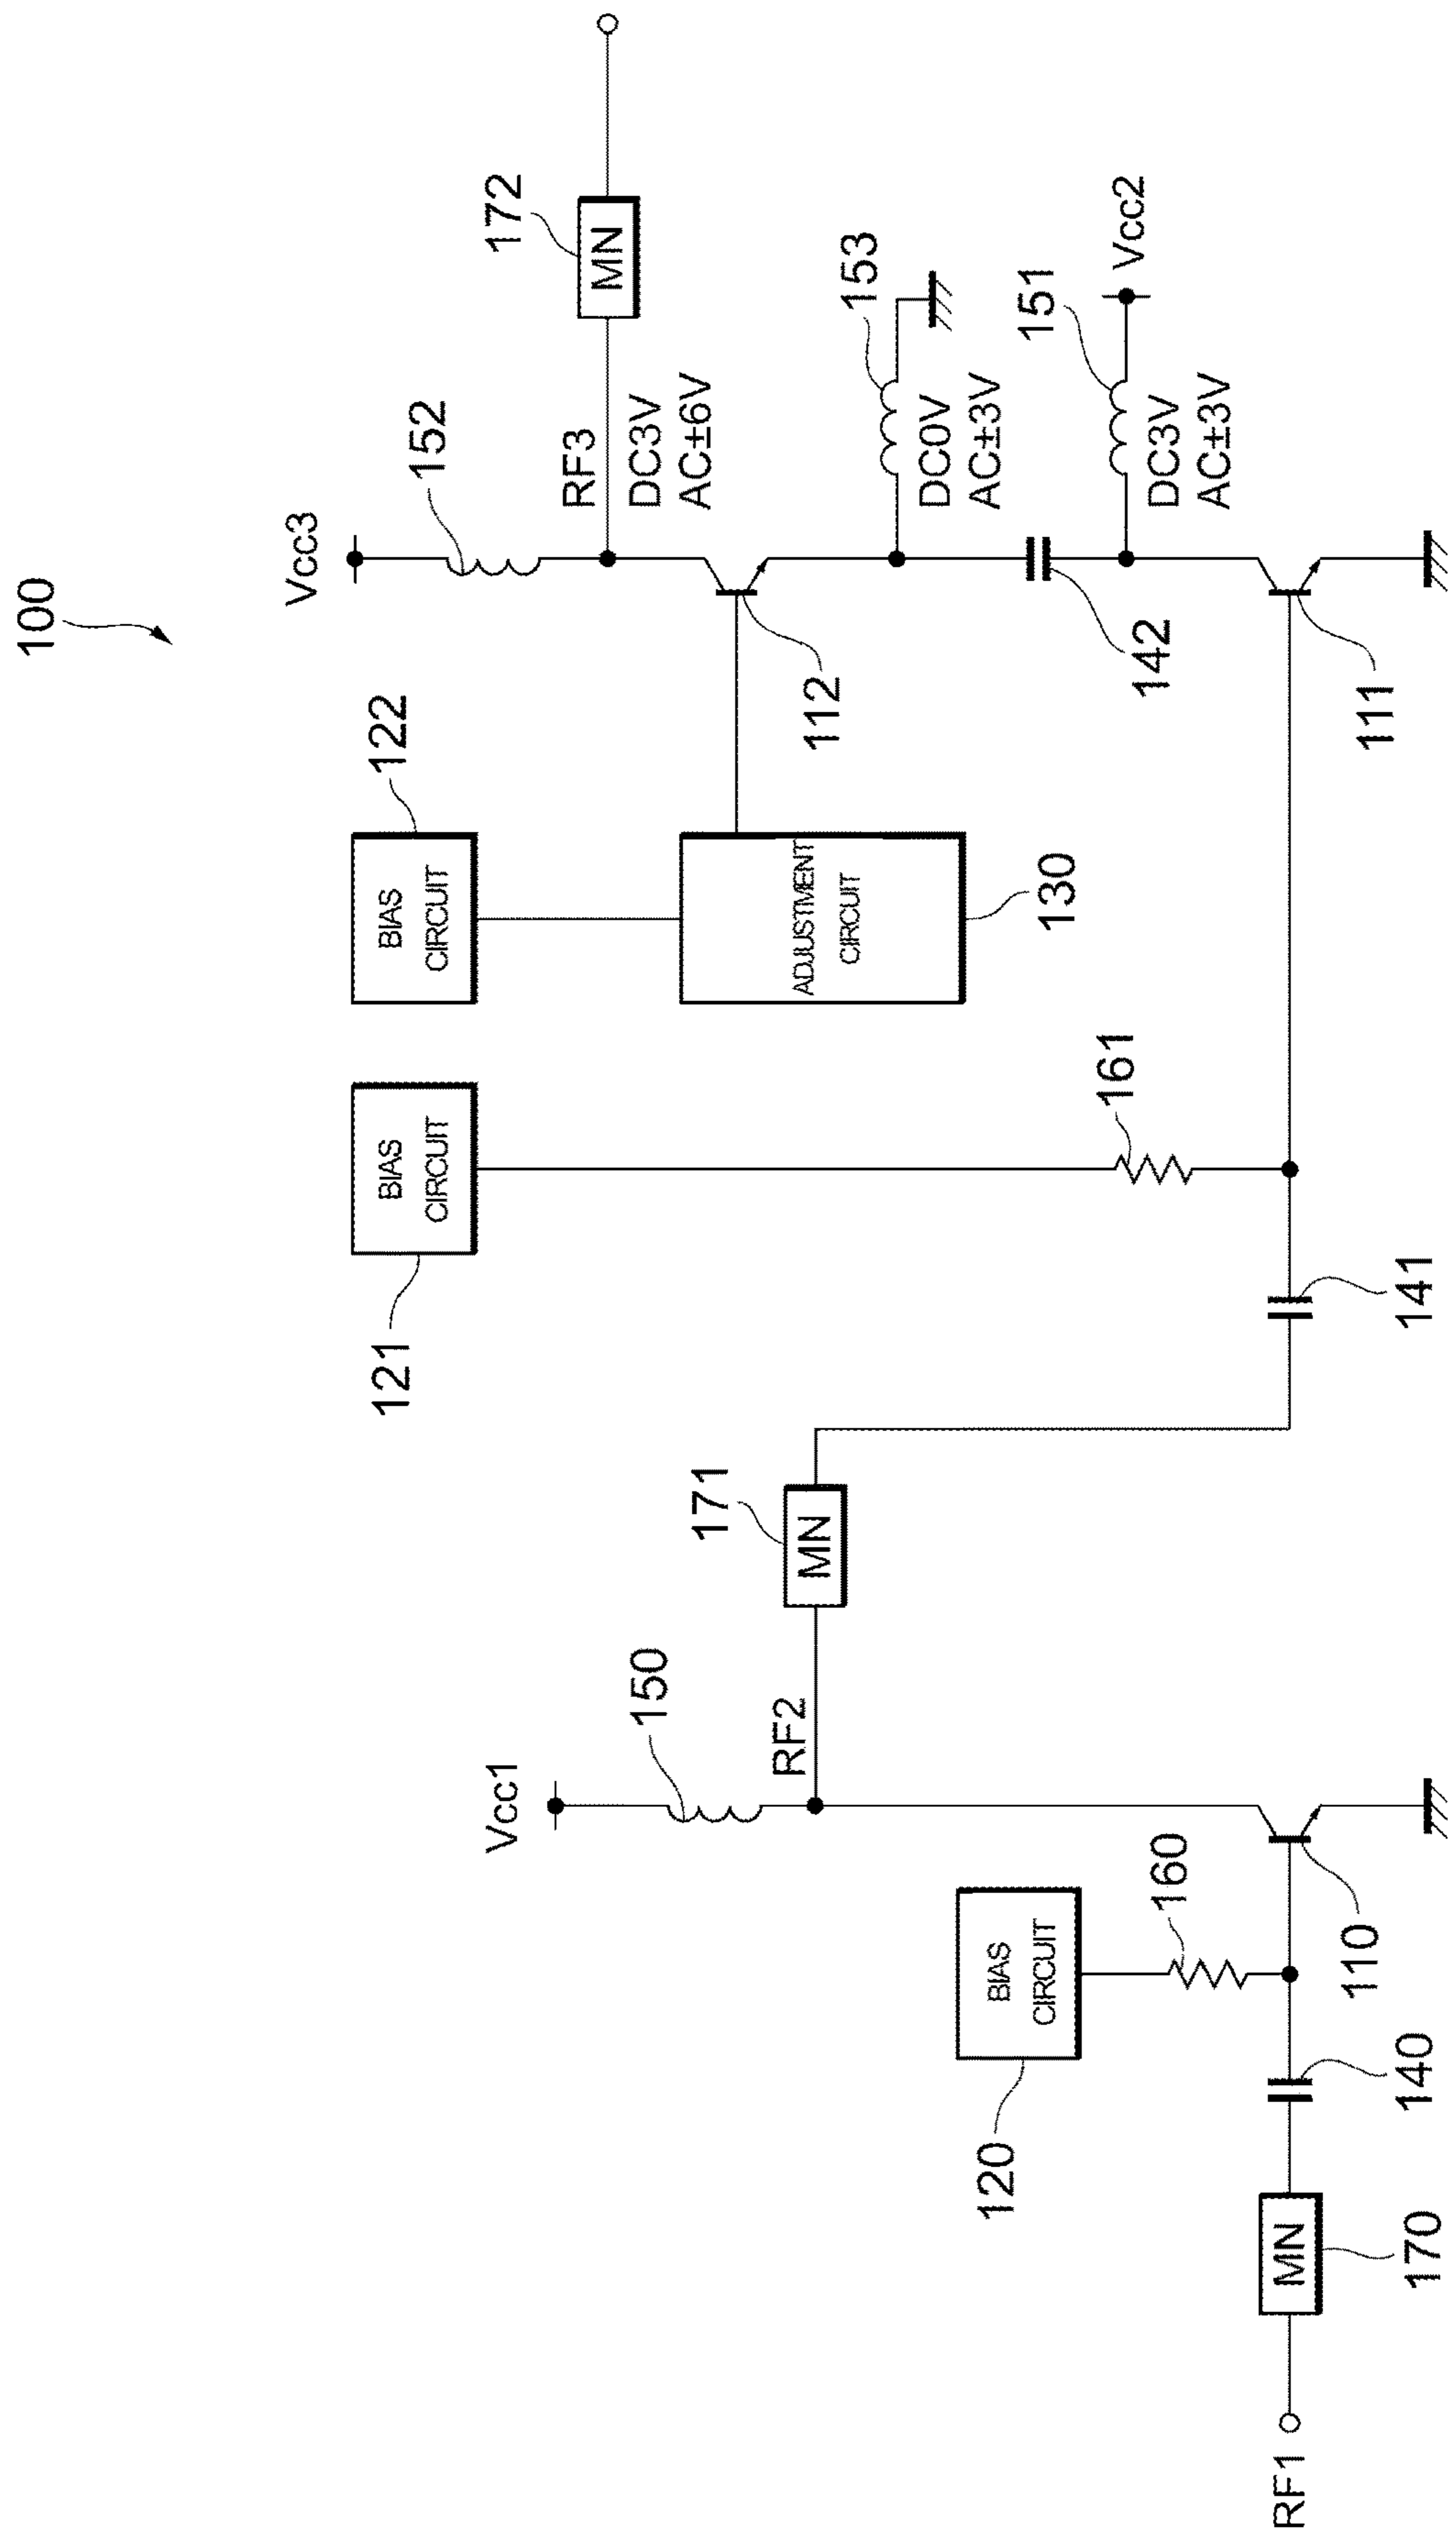 100
Vcc3
152
RF3
DC3V
AC±6V
172
MN
122
BIAS
CIRCUIT
121
BIAS
CIRCUIT
ADJUSTMENT
CIRCUIT
130
112
153
DC0V
AC±3V
142
151
Vcc2
DC3V
AC±3V
111
161
141
171
MN
Vcc1
150
RF2
BIAS
CIRCUIT
120
160
110
140
MN
170
RF1